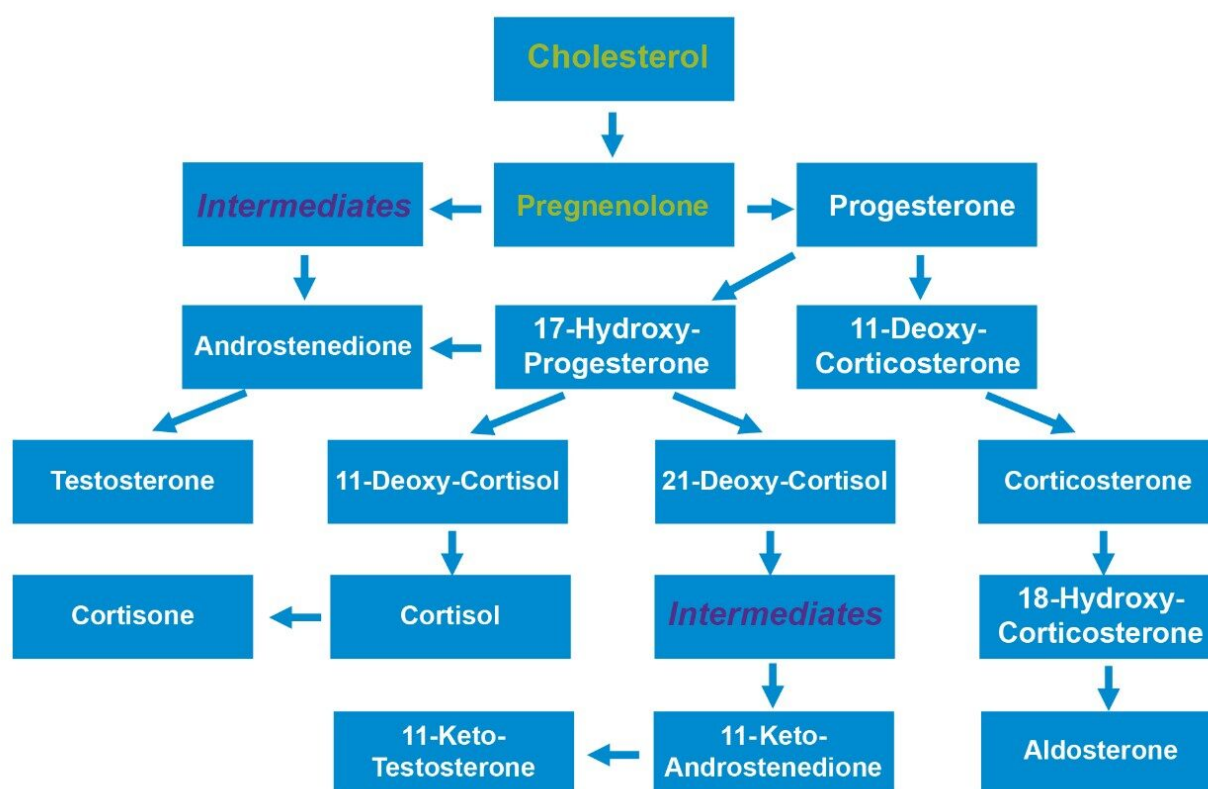 Cholesterol
Intermediates
Pregnenolone
Progesterone
Androstenedione
17-Hydroxy-
Progesterone
11-Deoxy-
Corticosterone
Testosterone
11-Deoxy-Cortisol
21-Deoxy-Cortisol
Corticosterone
Cortisone
Cortisol
Intermediates
18-Hydroxy-
Corticosterone
11-Keto-
Testosterone
11-Keto-
Androstenedione
Aldosterone